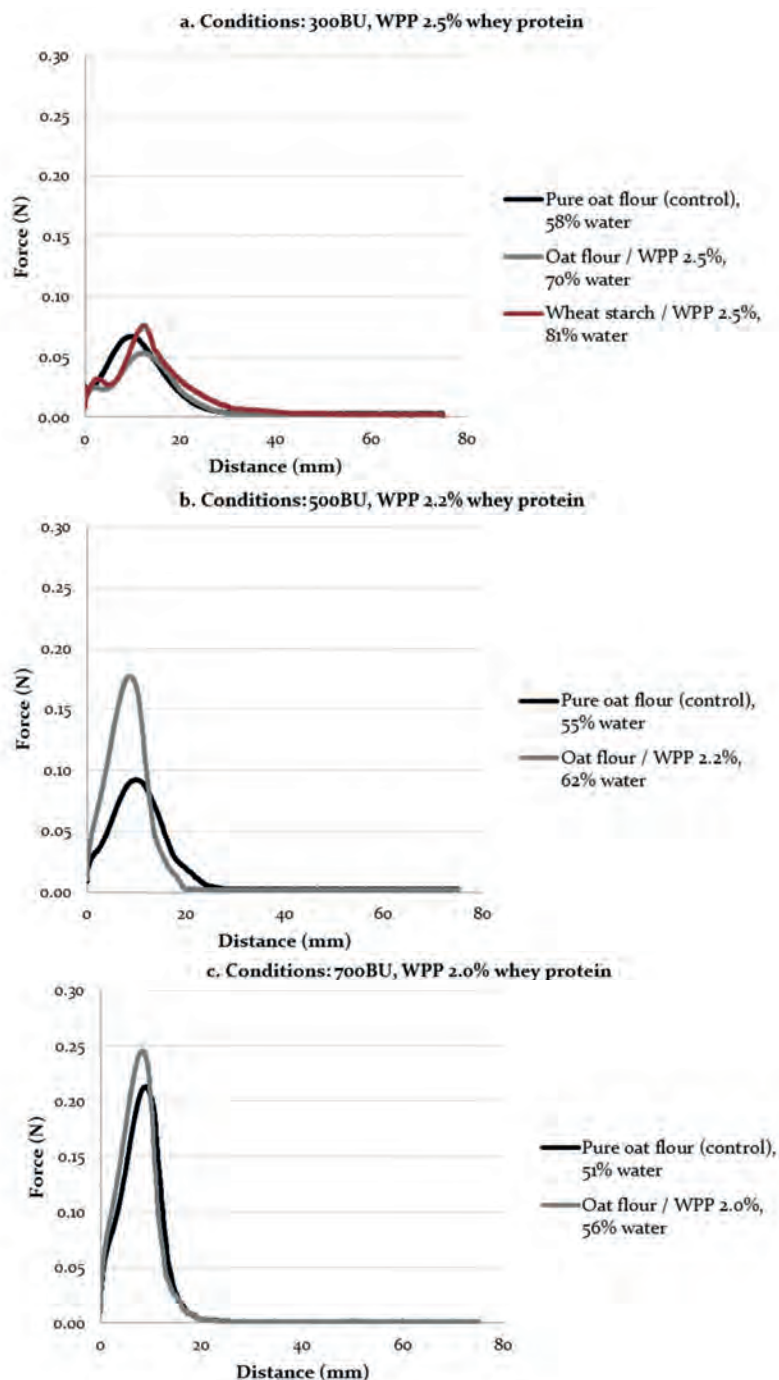 a. Conditions: 300BU, WPP 2.5% whey protein
0.30
0.25
0.20
0.15
0.10
0.05
0.00
Force (N)
0
20
40
60
80
Distance (mm)
Pure oat flour (control),
58% water
Oat flour / WPP 2.5%,
70% water
Wheat starch / WPP 2.5%,
81% water
b. Conditions: 500BU, WPP 2.2% whey protein
0.30
0.25
0.20
0.15
0.10
0.05
0.00
Force (N)
0
20
40
60
80
Distance (mm)
Pure oat flour (control),
55% water
Oat flour / WPP 2.2%,
62% water
c. Conditions: 700BU, WPP 2.0% whey protein
0.30
0.25
0.20
0.15
0.10
0.05
0.00
Force (N)
0
20
40
60
80
Distance (mm)
Pure oat flour (control),
51% water
Oat flour / WPP 2.0%,
56% water